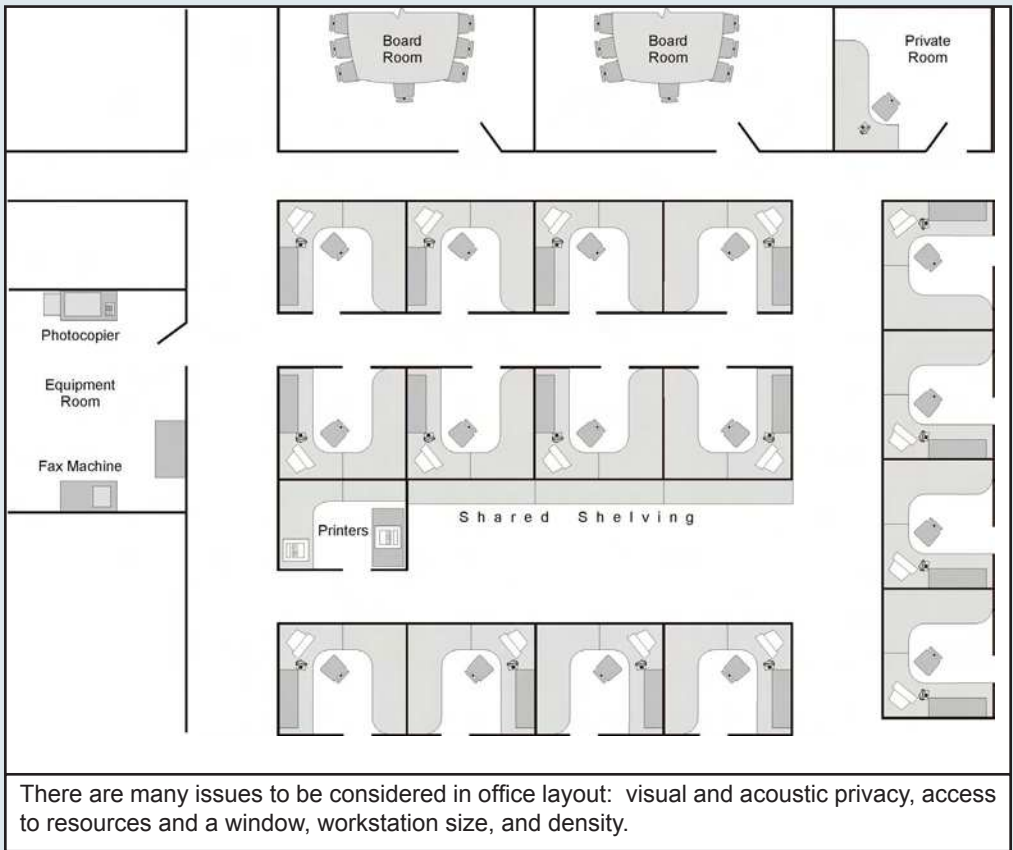 Board
Room
Board
Room
Private
Room
Photocopier
Equipment
Room
Fax Machine
Printers
Shared Shelving
There are many issues to be considered in office layout: visual and acoustic privacy, access
to resources and a window, workstation size, and density.